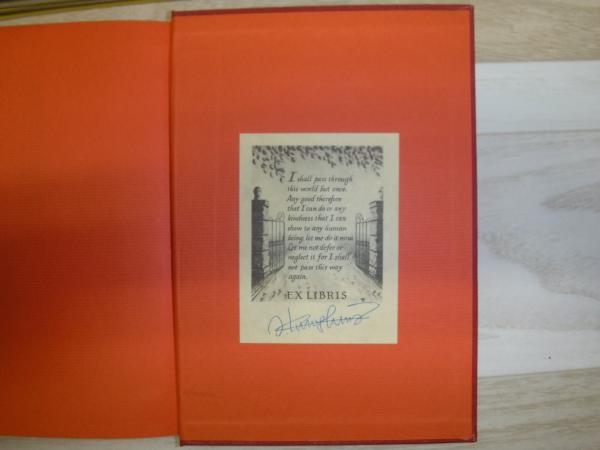 I shall pass through
this world but once.
Any good therefore
that I can do or any
kindness that I can
show to any human
being let me do it now
Let me not defer or
neglect it for I shall
not pass this way
again.
EX LIBRIS